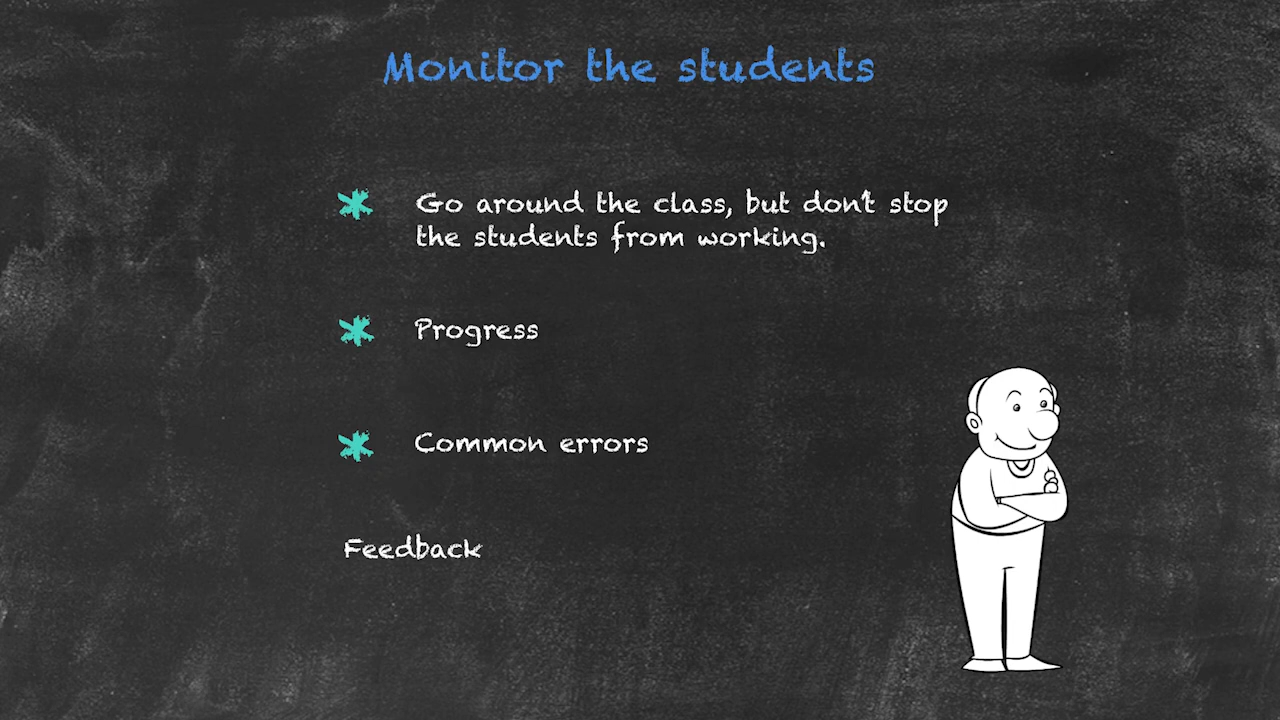 Monitor the students
Go around the class, but don't stop
the students from working.
Progress
Common errors
Feedback